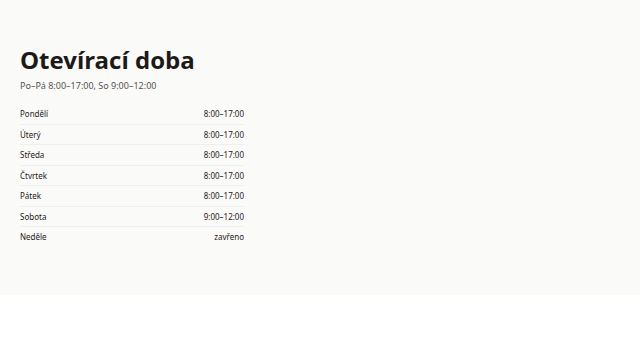 Otevírací doba
Po–Pá 8:00–17:00, So 9:00–12:00
Pondělí 8:00–17:00
Úterý 8:00–17:00
Středa 8:00–17:00
Čtvrtek 8:00–17:00
Pátek 8:00–17:00
Sobota 9:00–12:00
Neděle zavřeno